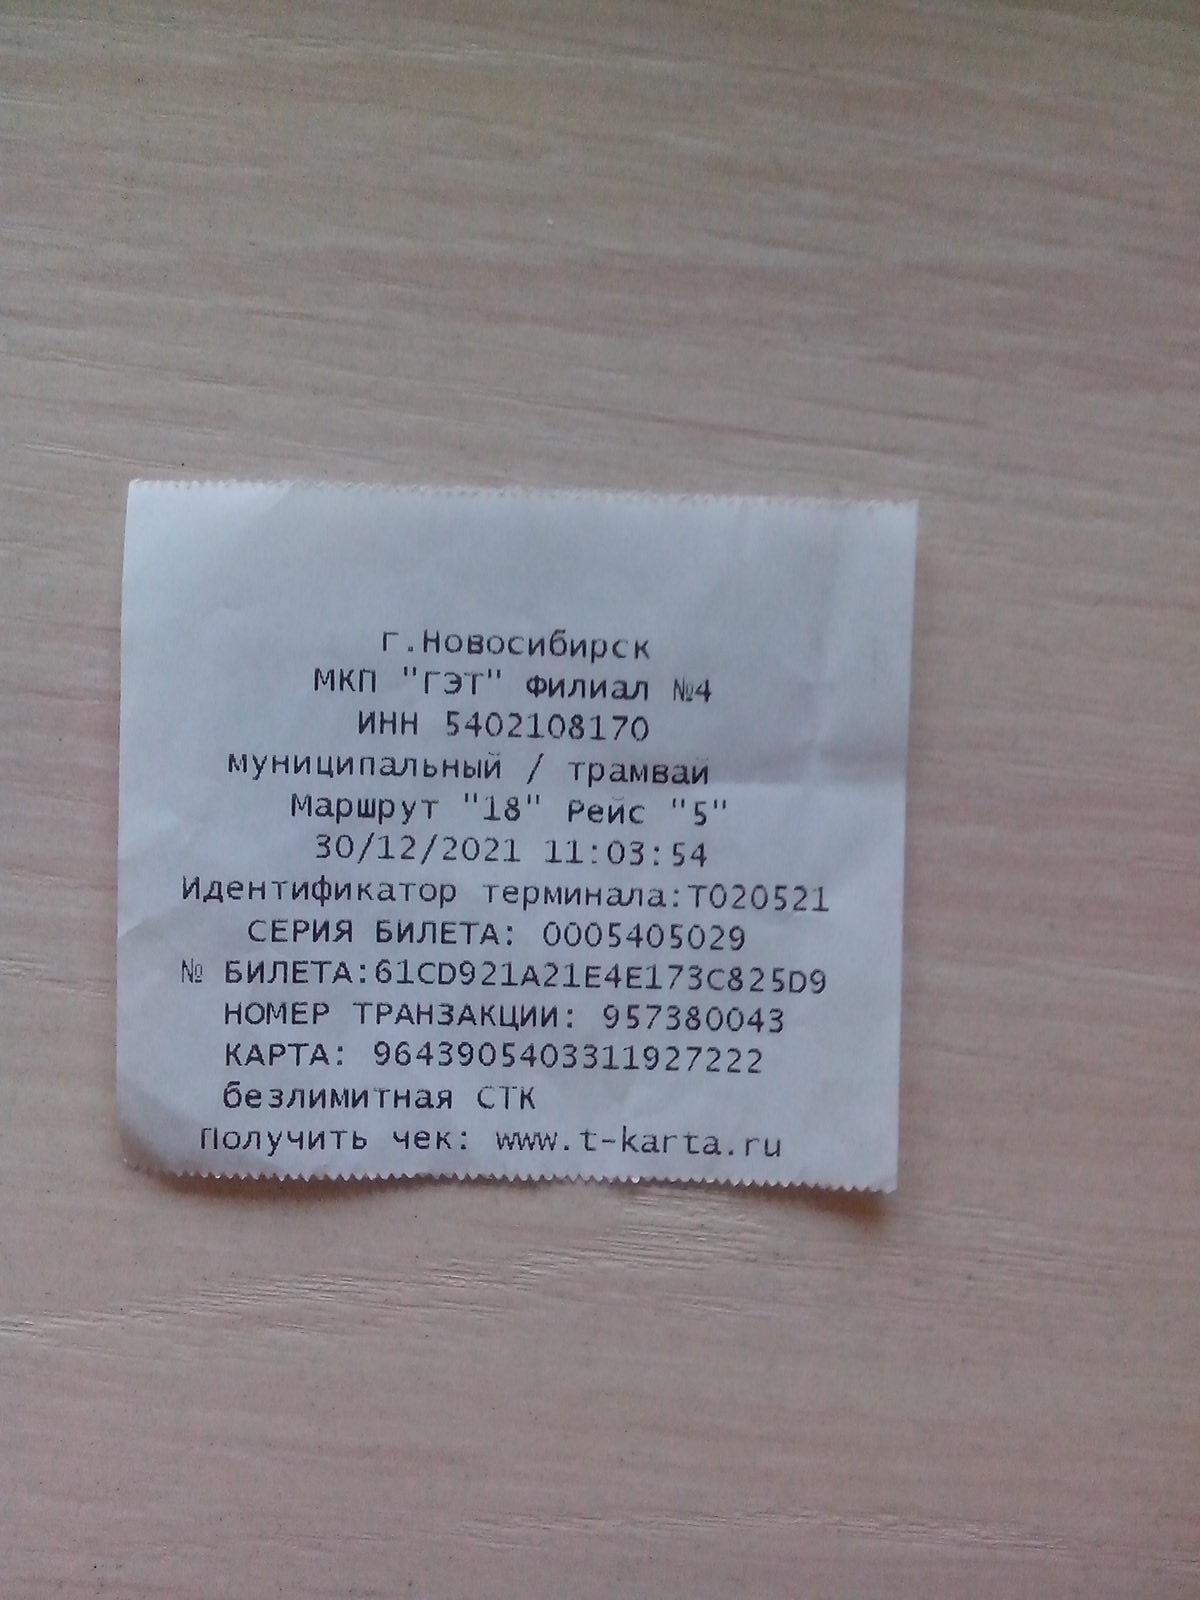 г.Новосибирск
МКП "ГЭТ" Филиал №4
ИНН 5402108170
муниципальный / трамвай
Маршрут "18" Рейс "5"
30/12/2021 11:03:54
Идентификатор терминала:T020521
СЕРИЯ БИЛЕТА: 0005405029
№ БИЛЕТА:61CD921A21E4E173C825D9
НОМЕР ТРАНЗАКЦИИ: 957380043
КАРТА: 9643905403311927222
безлимитная СТК
Получить чек: www.t-karta.ru